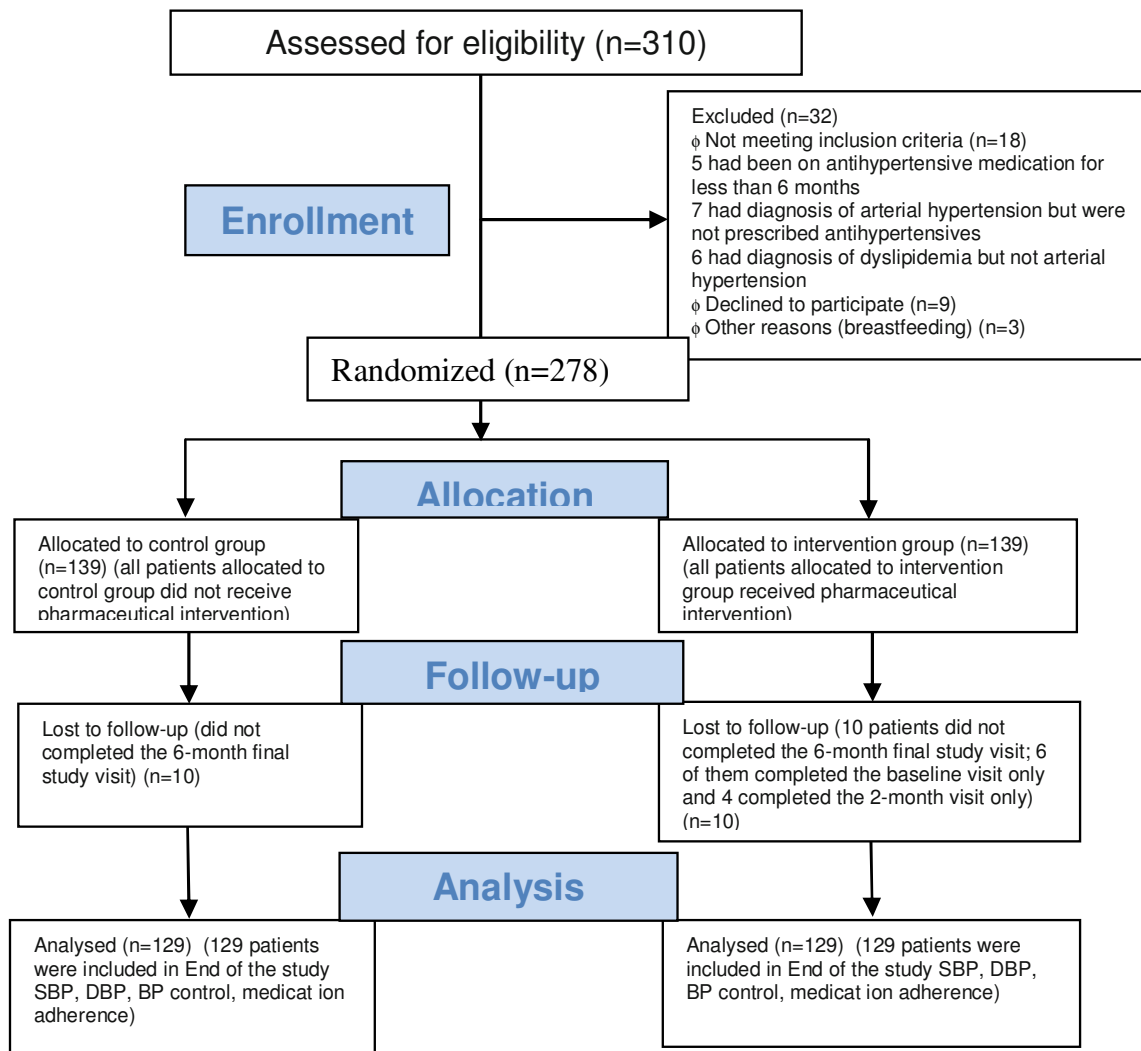 Assessed for eligibility (n=310)
Excluded (n=32)
ϕ Not meeting inclusion criteria (n=18)
5 had been on antihypertensive medication for
less than 6 months
7 had diagnosis of arterial hypertension but were
not prescribed antihypertensives
6 had diagnosis of dyslipidemia but not arterial
hypertension
ϕ Declined to participate (n=9)
ϕ Other reasons (breastfeeding) (n=3)
Enrollment
Randomized (n=278)
Allocation
Allocated to control group
(n=139) (all patients allocated to
control group did not receive
pharmaceutical intervention)
Allocated to intervention group (n=139)
(all patients allocated to intervention
group received pharmaceutical
intervention)
Follow-up
Lost to follow-up (did not
completed the 6-month final
study visit) (n=10)
Lost to follow-up (10 patients did not
completed the 6-month final study visit; 6
of them completed the baseline visit only
and 4 completed the 2-month visit only)
(n=10)
Analysis
Analysed (n=129)  (129 patients
were included in End of the study
SBP, DBP, BP control, medicat ion
adherence)
Analysed (n=129)  (129 patients were
included in End of the study SBP, DBP,
BP control, medicat ion adherence)